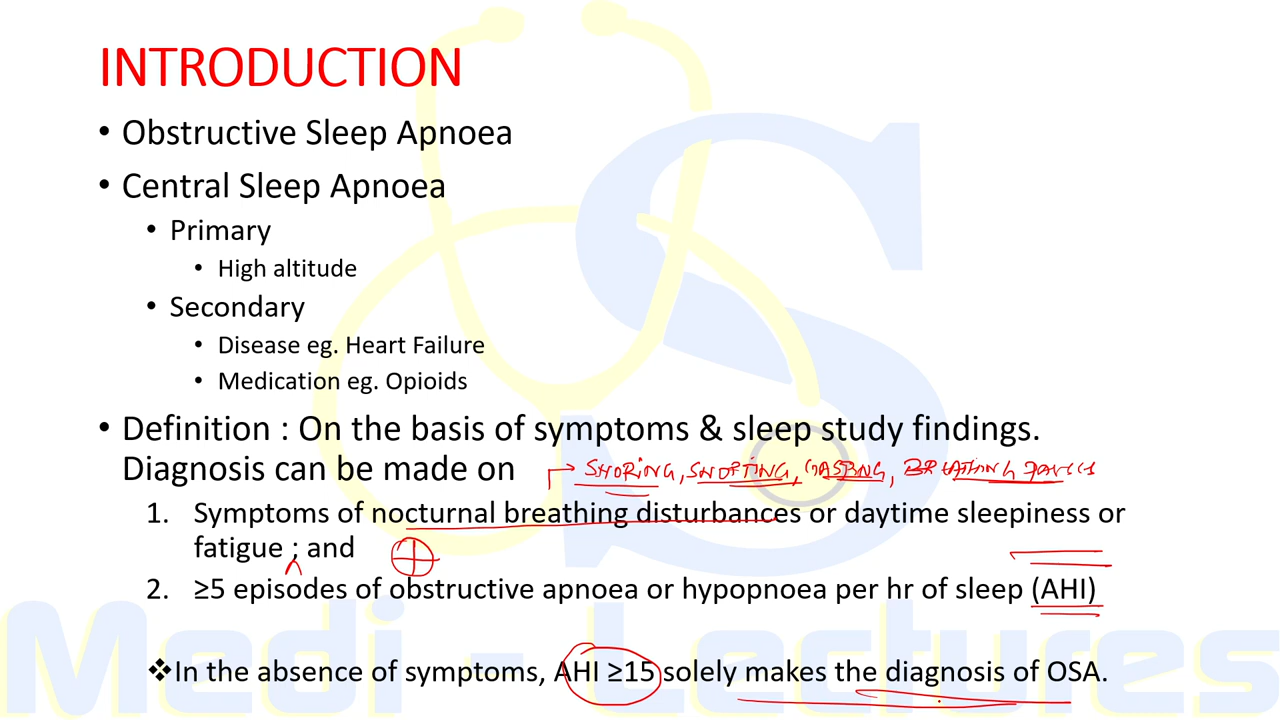 INTRODUCTION
• Obstructive Sleep Apnoea
• Central Sleep Apnoea
• Primary
• High altitude
• Secondary
• Disease eg. Heart Failure
• Medication eg. Opioids
• Definition : On the basis of symptoms & sleep study findings.
Diagnosis can be made on
→ SNORING, SNORTING, GASPING, BREATHING PAUSES
1. Symptoms of nocturnal breathing disturbances or daytime sleepiness or
fatigue ; and
2. ≥5 episodes of obstructive apnoea or hypopnoea per hr of sleep (AHI)
❖In the absence of symptoms, AHI ≥15 solely makes the diagnosis of OSA.
Medi - Lectures